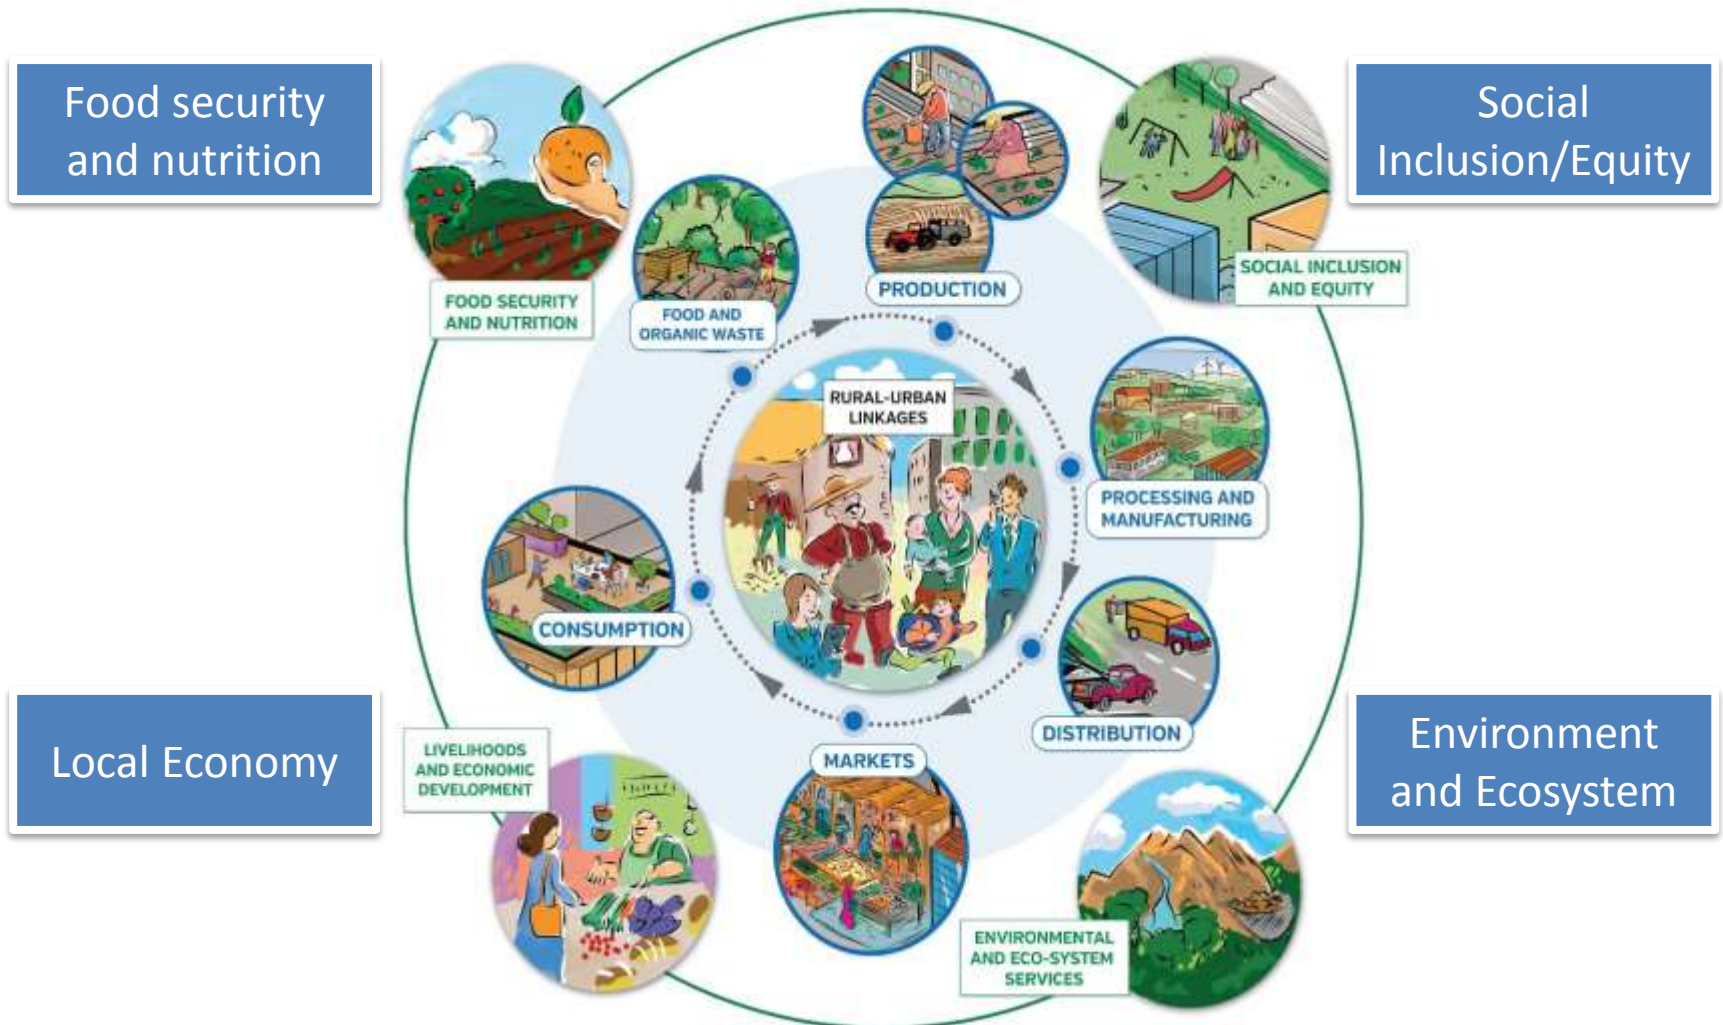 Food security
and nutrition
Social
Inclusion/Equity
FOOD SECURITY
AND NUTRITION
FOOD AND
ORGANIC WASTE
PRODUCTION
SOCIAL INCLUSION
AND EQUITY
RURAL-URBAN
LINKAGES
PROCESSING AND
MANUFACTURING
CONSUMPTION
DISTRIBUTION
MARKETS
Local Economy
LIVELIHOODS
AND ECONOMIC
DEVELOPMENT
Environment
and Ecosystem
ENVIRONMENTAL
AND ECO-SYSTEM
SERVICES